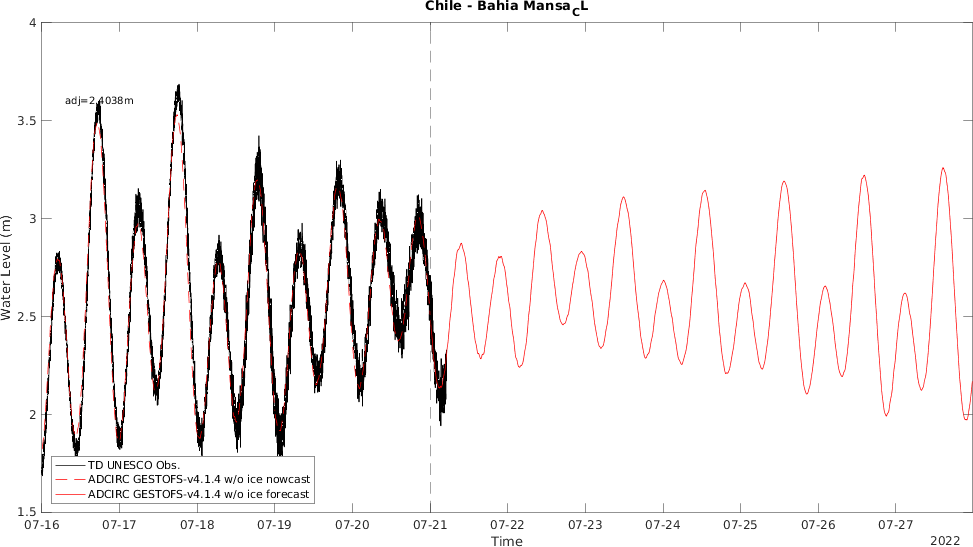 Chile - Bahia Mansa_CL
adj=2.4038m
4
3.5
3
2.5
2
1.5
Water Level (m)
TD UNESCO Obs.
ADCIRC GESTOFS-v4.1.4 w/o ice nowcast
ADCIRC GESTOFS-v4.1.4 w/o ice forecast
07-16 07-17 07-18 07-19 07-20 07-21 07-22 07-23 07-24 07-25 07-26 07-27
Time
2022